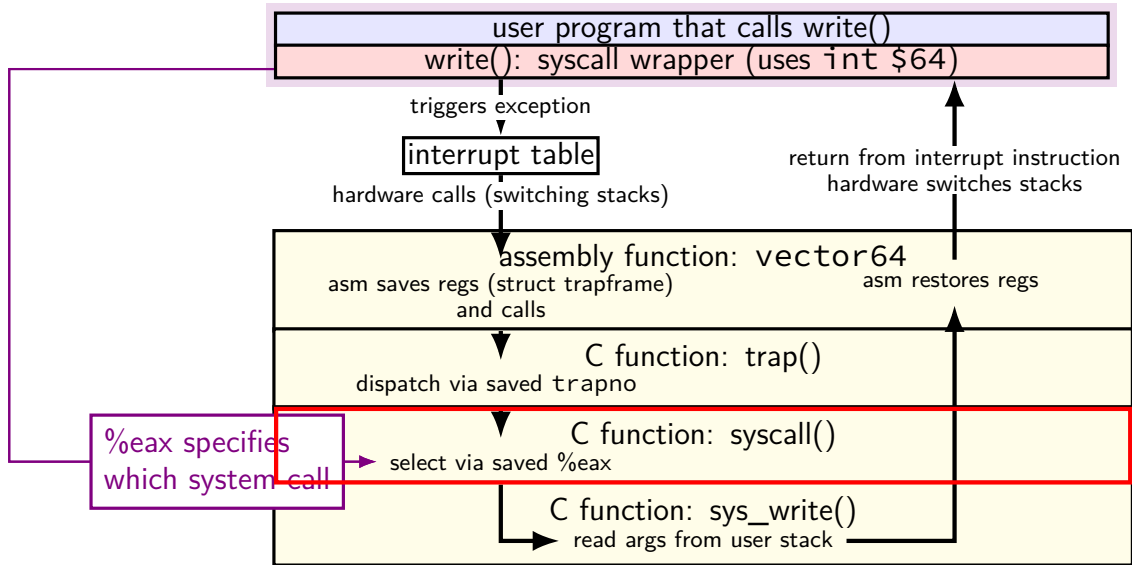 user program that calls write()
write(): syscall wrapper (uses int $64)
triggers exception
interrupt table
hardware calls (switching stacks)
return from interrupt instruction
hardware switches stacks
assembly function: vector64
asm saves regs (struct trapframe)
and calls
asm restores regs
C function: trap()
dispatch via saved trapno
C function: syscall()
select via saved %eax
%eax specifies
which system call
C function: sys_write()
read args from user stack